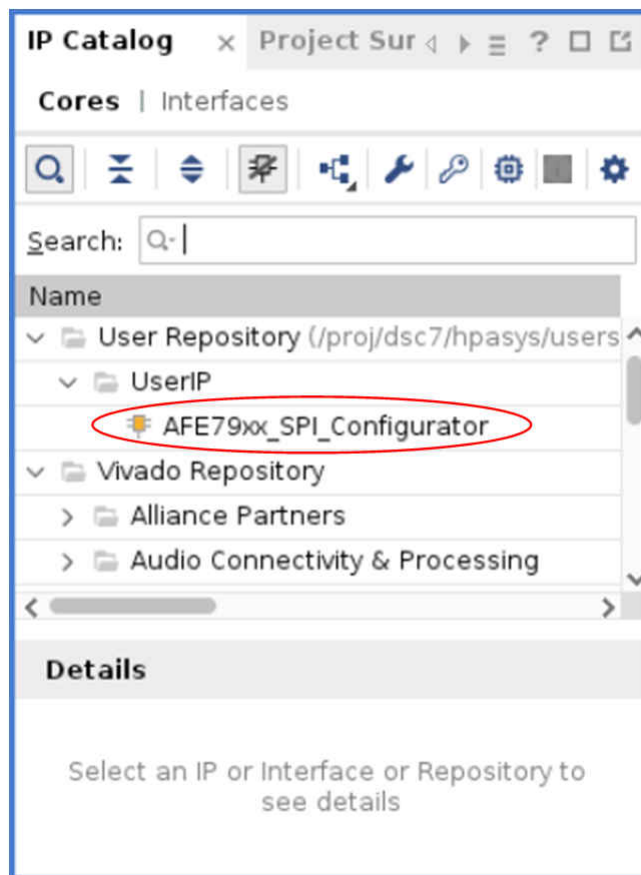 IP Catalog × Project Sur ?
Cores | Interfaces
Search:
Name
User Repository (/proj/dsc7/hpasys/users
UserIP
AFE79xx_SPI_Configurator
Vivado Repository
Alliance Partners
Audio Connectivity & Processing
Details
Select an IP or Interface or Repository to
see details